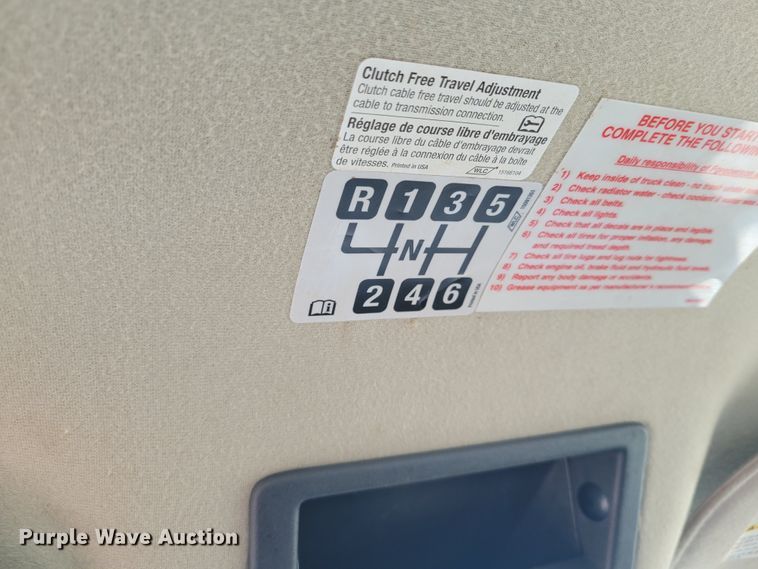 Clutch Free Travel Adjustment
Clutch cable free travel should be adjusted at the
cable to transmission connection.
Réglage de course libre d'embrayage
La course libre du câble d'embrayage devrait
être réglée à la connexion du câble à la boîte
de vitesses. Printed in USA WLC
R 1 3 5
N
2 4 6
BEFORE YOU START
COMPLETE THE FOLLOWING
Daily responsibility of
1) Keep inside of truck clean - no
2) Check radiator water - check coolant
3) Check all belts.
4) Check all lights.
5) Check that all decals are in place and legible.
6) Check all tires for proper inflation, any damage
and required tread depth.
7) Check all tire lugs and lug nuts for tightness.
8) Check engine oil, brake fluid and hydraulic fluid levels.
9) Report any body damage or accidents.
10) Grease equipment as per manufacturer's
Purple Wave Auction